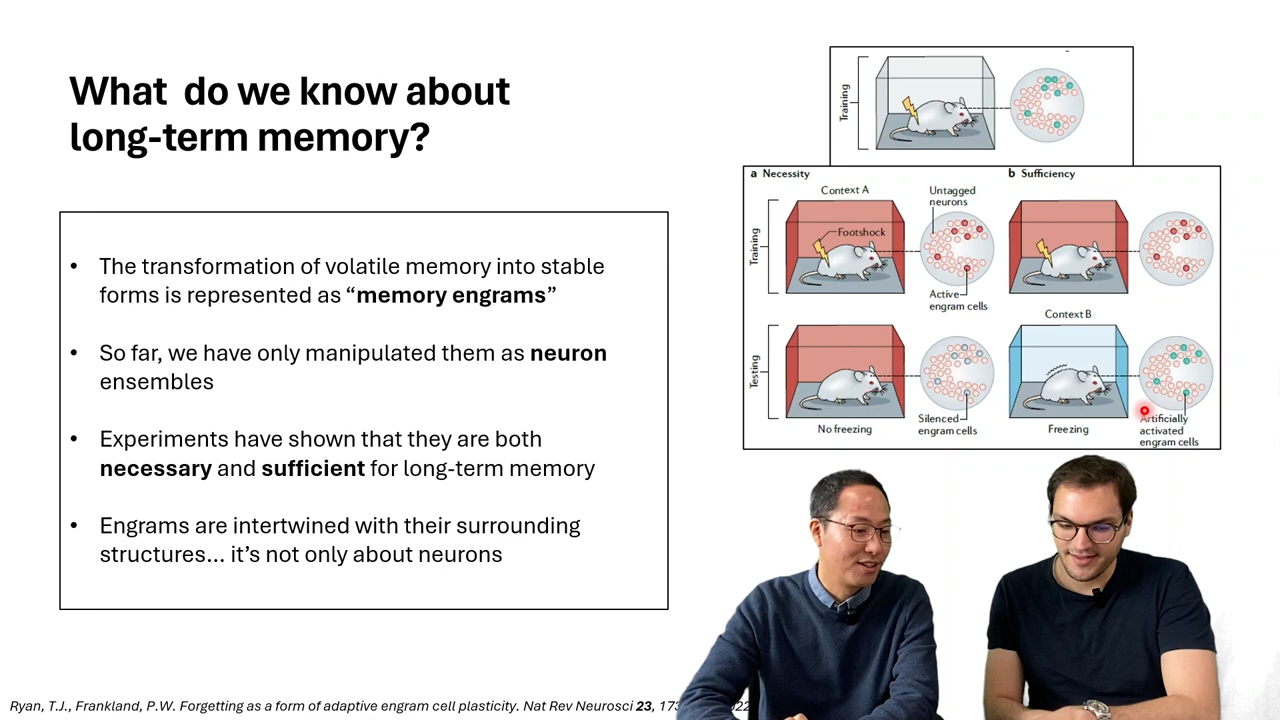 What  do we know about
long-term memory?
• The transformation of volatile memory into stable
forms is represented as “memory engrams”
• So far, we have only manipulated them as neuron
ensembles
• Experiments have shown that they are both
necessary and sufficient for long-term memory
• Engrams are intertwined with their surrounding
structures… it’s not only about neurons
Training
a Necessity
b Sufficiency
Context A
Untagged
neurons
Training
Footshock
Active
engram cells
Context B
Testing
No freezing
Silenced
engram cells
Freezing
Artificially
activated
engram cells
Ryan, T.J., Frankland, P.W. Forgetting as a form of adaptive engram cell plasticity. Nat Rev Neurosci 23,